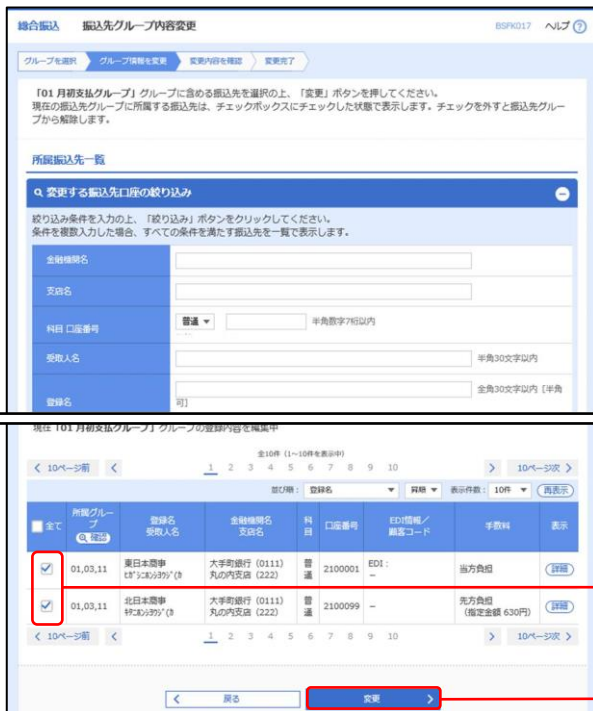 総合振込 振込先グループ内容変更 BSFK017 ヘルプ ?
グループを選択 グループ情報を変更 変更内容を確認 変更完了
「01 月初支払グループ」グループに含める振込先を選択の上、「変更」ボタンを押してください。
現在の振込先グループに所属する振込先は、チェックボックスにチェックした状態で表示します。チェックを外すと振込先グルー
プから解除します。
所属振込先一覧
変更する振込先口座の絞り込み
絞り込み条件を入力の上、「絞り込み」ボタンをクリックしてください。
条件を複数入力した場合、すべての条件を満たす振込先を一覧で表示します。
金融機関名
支店名
科目 口座番号 普通 ▼ 半角数字7桁以内
受取人名 半角30文字以内
登録名 全角30文字以内 [半角
可]
現在「01 月初支払グループ」グループの登録内容を編集中
全10件 (1~10件を表示中)
< 10ページ前 < 1 2 3 4 5 6 7 8 9 10 > 10ページ次 >
並び順: 登録名 ▼ 昇順 ▼ 表示件数: 10件 ▼ 再表示
全て 所属グループ 確認 登録名 受取人名 金融機関名 支店名 科目 口座番号 EDI情報/顧客コード 手数料 表示
01,03,11 東日本商事 大手町銀行 (0111) 普通 2100001 EDI: 当方負担 詳細
丸の内支店 (222) –
01,03,11 北日本商事 大手町銀行 (0111) 普通 2100099 – 先方負担 詳細
丸の内支店 (222) (指定金額 630円)
< 10ページ前 < 1 2 3 4 5 6 7 8 9 10 > 10ページ次 >
< 戻る 変更 >